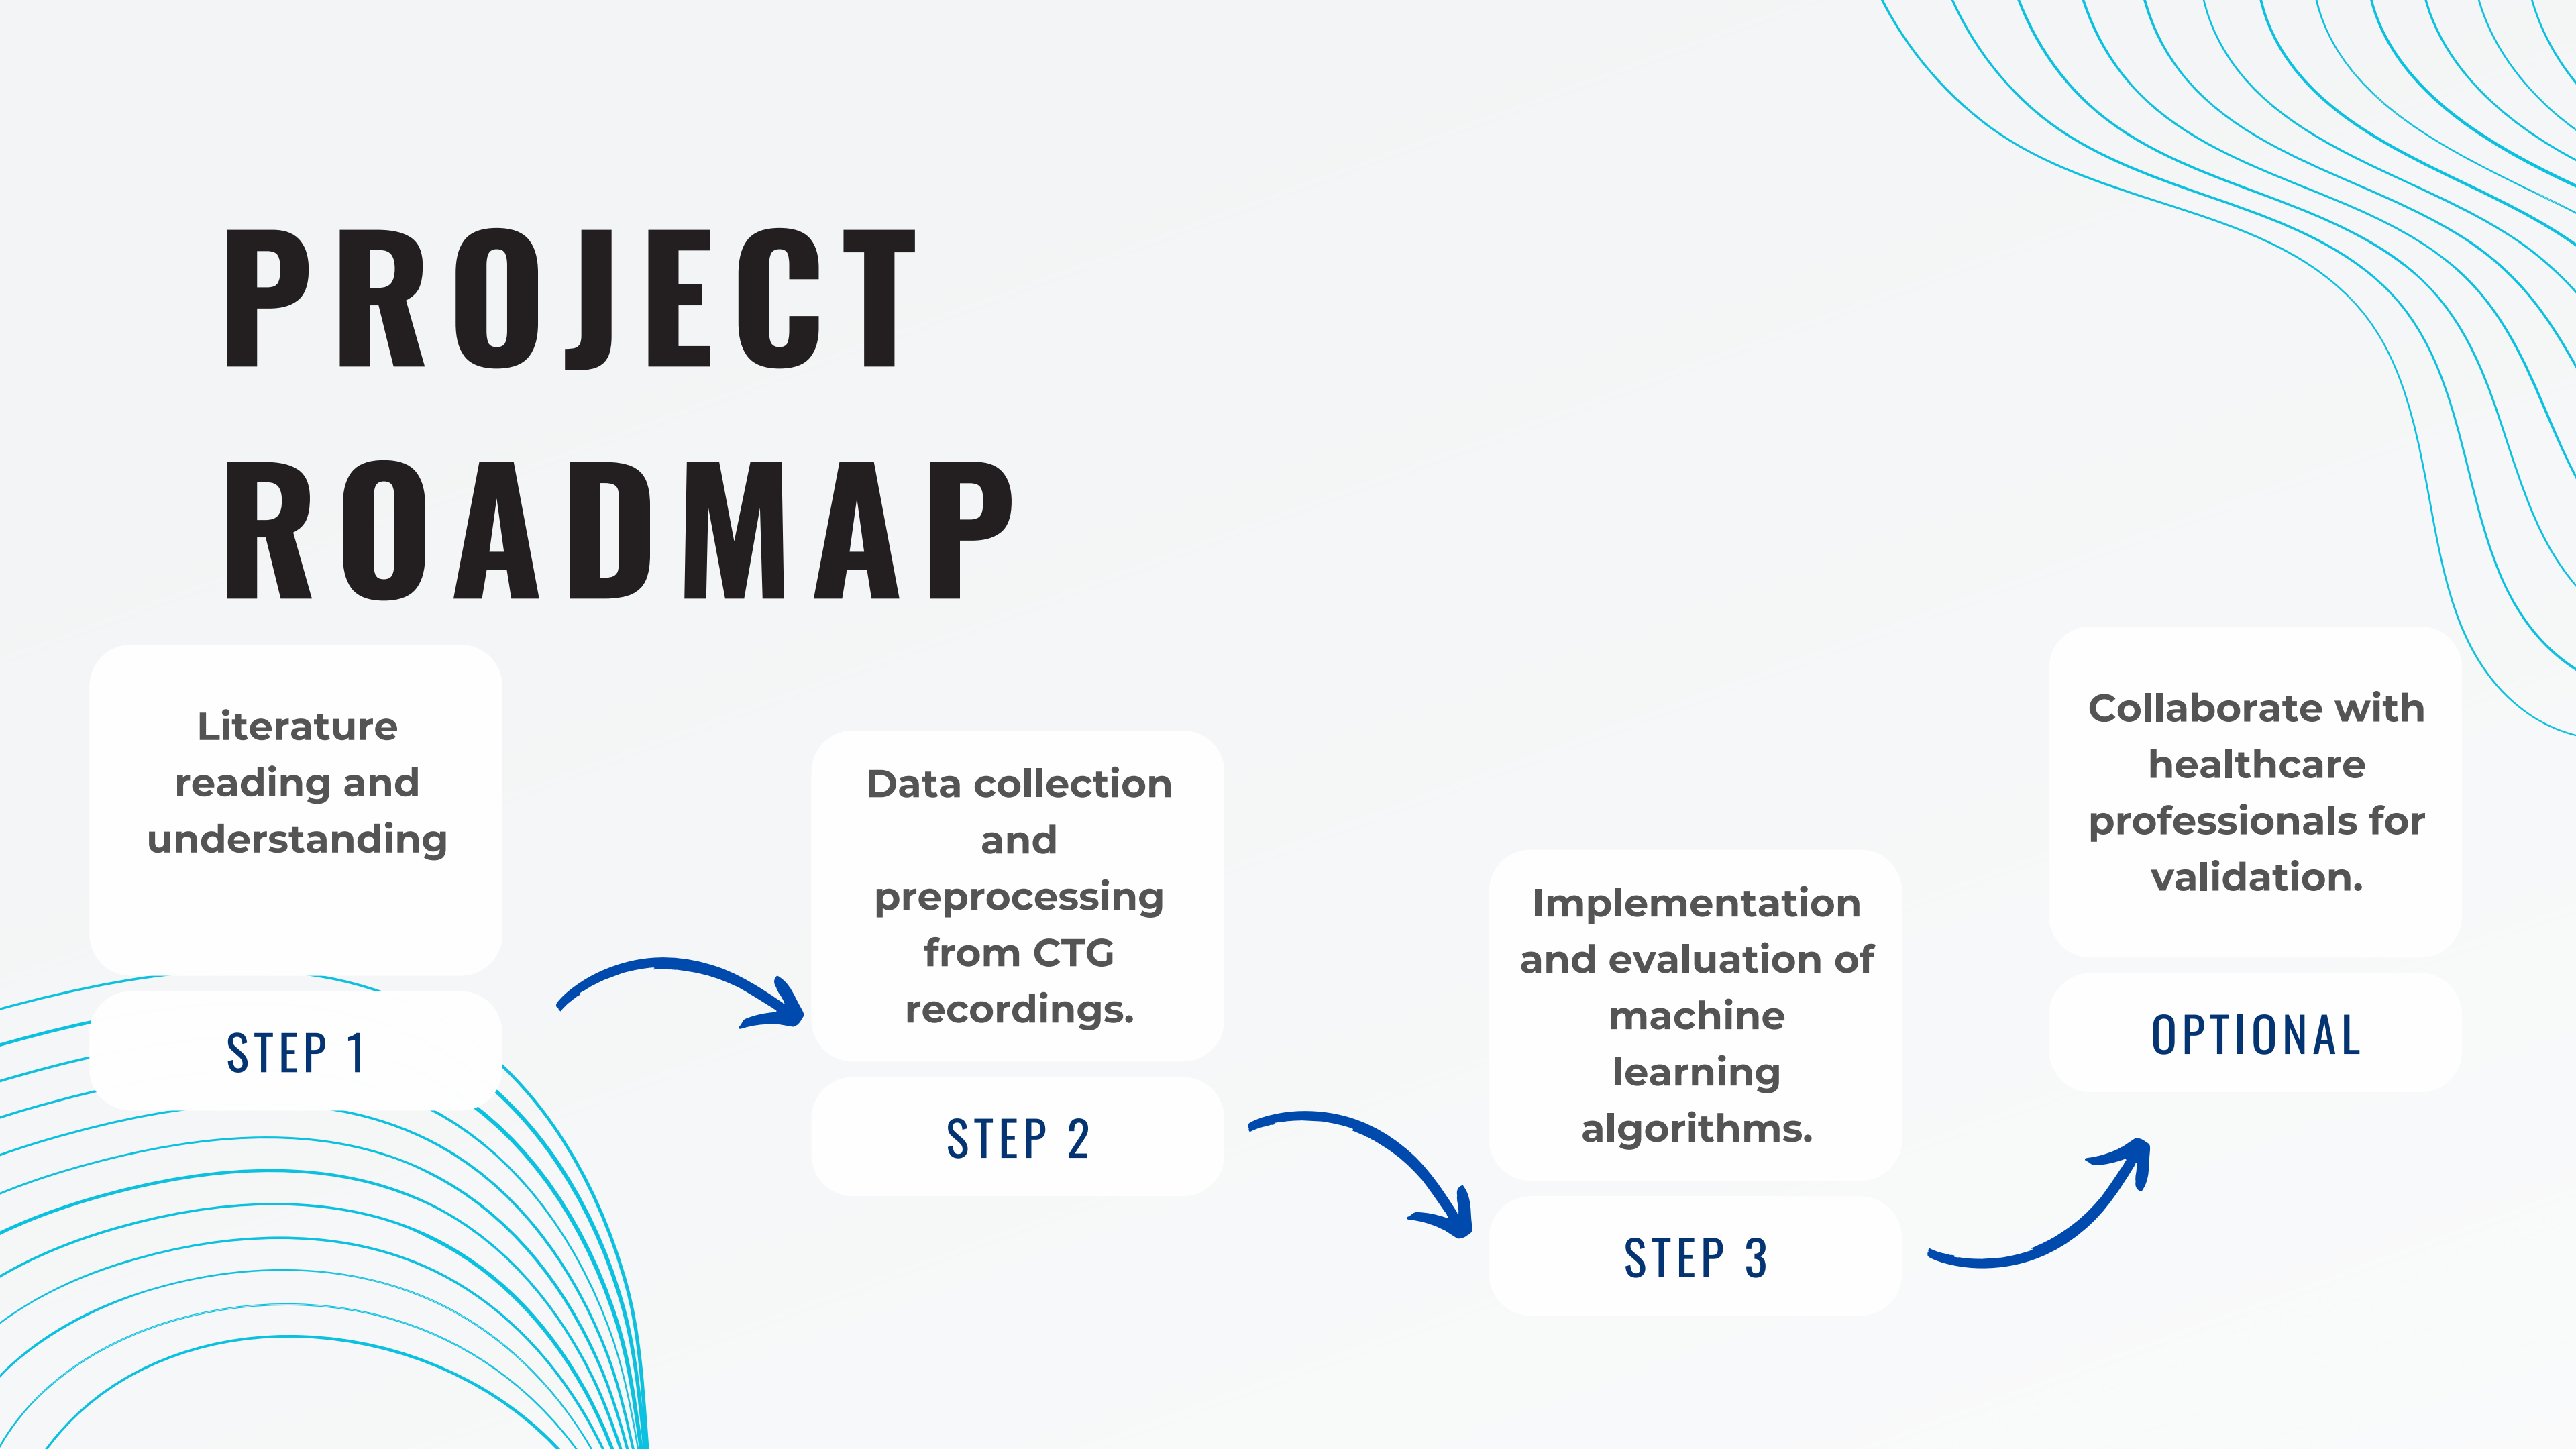 PROJECT
ROADMAP
Literature
reading and
understanding
STEP 1
Data collection
and
preprocessing
from CTG
recordings.
STEP 2
Implementation
and evaluation of
machine
learning
algorithms.
STEP 3
Collaborate with
healthcare
professionals for
validation.
OPTIONAL